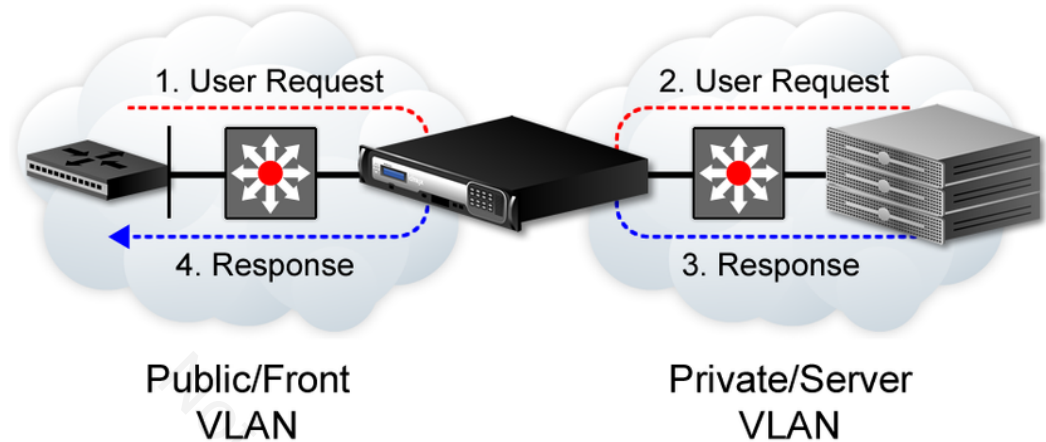 1. User Request
2. User Request
4. Response
3. Response
Public/Front
VLAN
Private/Server
VLAN